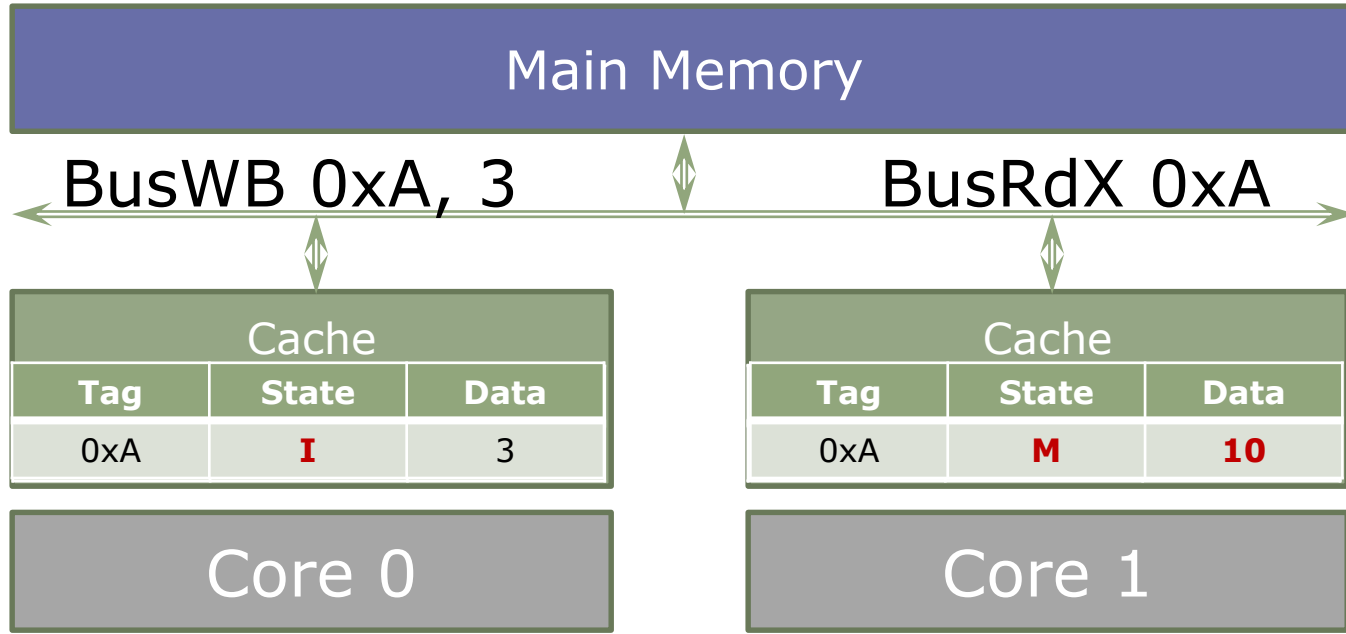 Main Memory
BusWB 0xA, 3
BusRdX 0xA
Cache
Tag State Data
0xA I 3
Core 0
Cache
Tag State Data
0xA M 10
Core 1